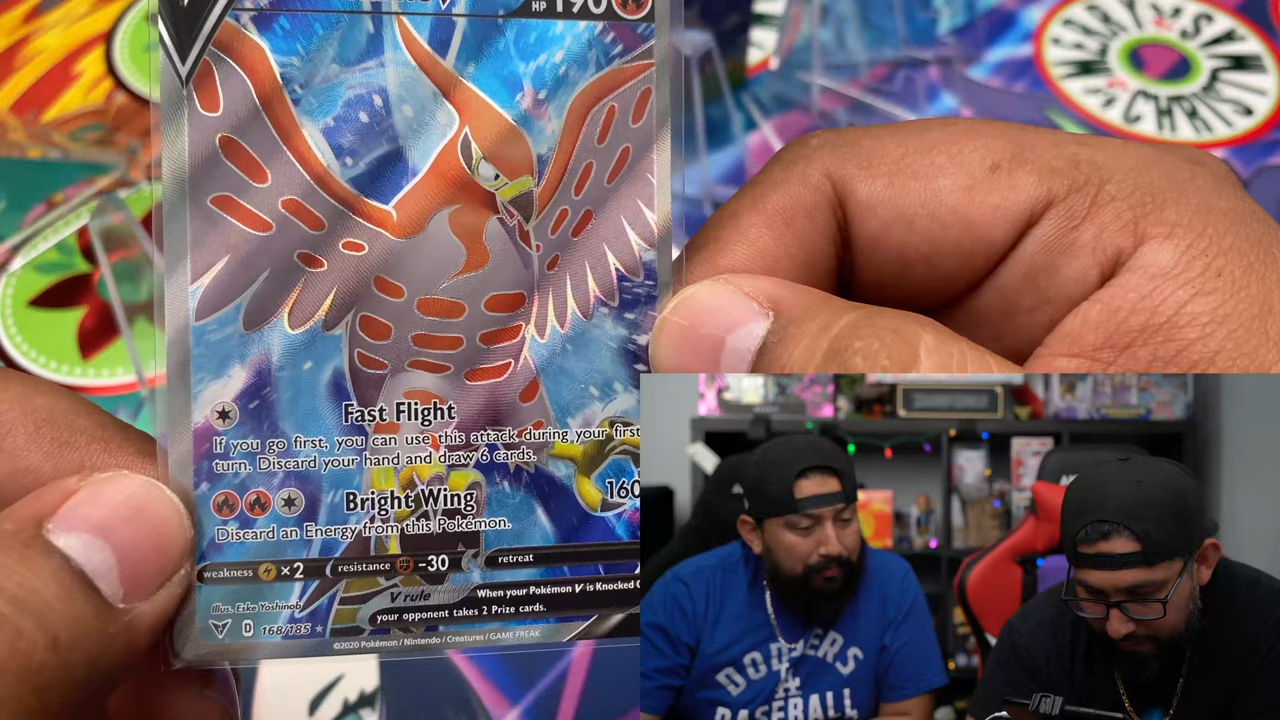 HP 190
MERRY
CHRISTMAS
Fast Flight
If you go first, you can use this attack during your first
turn. Discard your hand and draw 6 cards.
Bright Wing
160
Discard an Energy from this Pokémon.
weakness ×2 resistance -30 retreat
V rule When your Pokémon V is Knocked
your opponent takes 2 Prize cards.
Illus. Eske Yoshinob
D 168/185
©2020 Pokémon / Nintendo / Creatures / GAME FREAK
DODGERS
LA
BASEBALL